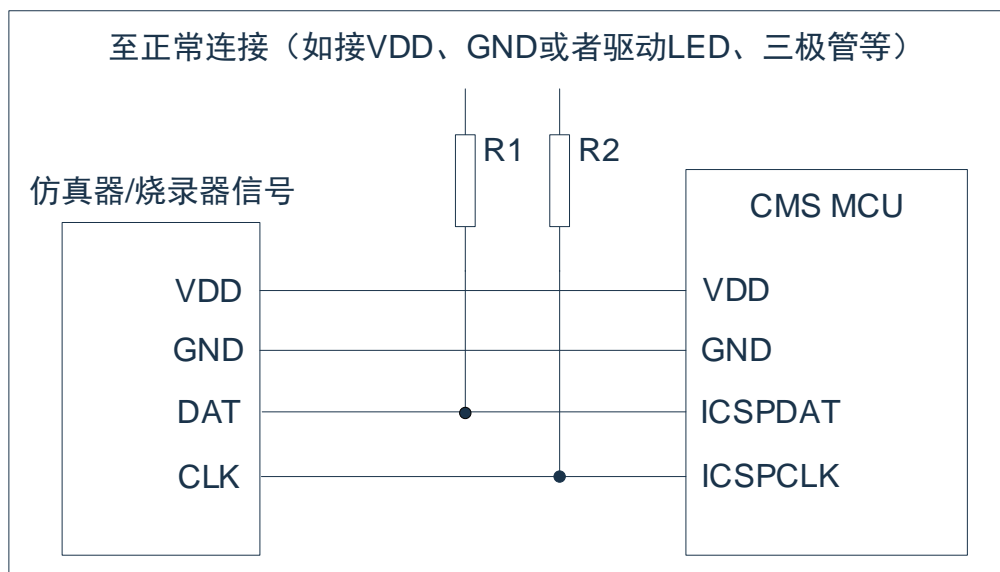 至正常连接（如接VDD、GND或者驱动LED、三极管等）
R1
R2
仿真器/烧录器信号
CMS MCU
VDD
VDD
GND
GND
DAT
ICSPDAT
CLK
ICSPCLK